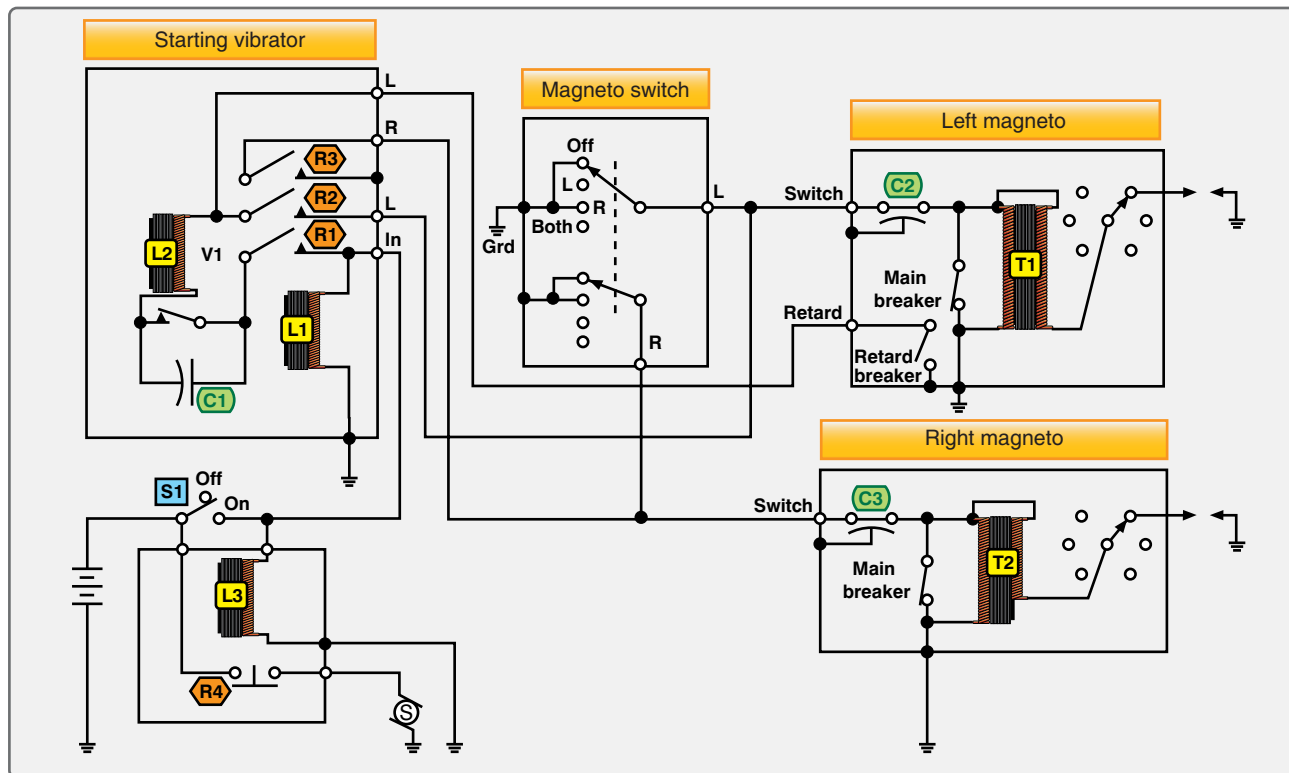 Starting vibrator
L
R
R3
R2
L
R1
In
V1
L2
L1
C1
Magneto switch
Off
L
R
Both
Grd
L
R
Left magneto
Switch
C2
T1
Main
breaker
Retard
Retard
breaker
Right magneto
Switch
C3
T2
Main
breaker
S1
Off
On
L3
R4
S